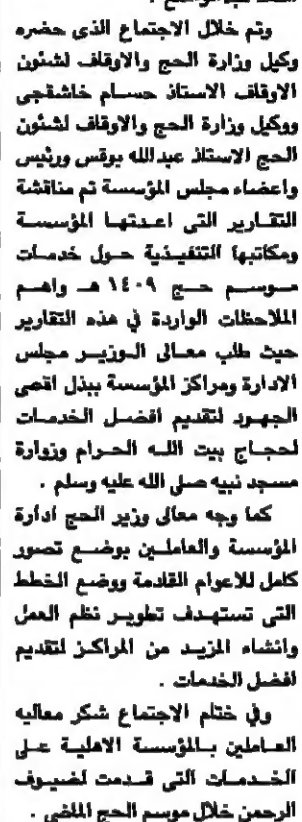 وتم خلال الاجتماع الذى حضره
وكيل وزارة الحج والاوقاف لشئون
الاوقاف الاستاذ حسام خاشقجى
ووكيل وزارة الحج والاوقاف لشئون
الحج الاستاذ عبدالله بوقس ورئيس
واعضاء مجلس المؤسسة تم مناقشة
التقارير التى اعدتها المؤسسة
ومكاتبها التنفيذية حول خدمات
موسم حج ١٤٠٩ هـ واهم
الملاحظات الواردة في هذه التقارير
حيث طلب معالى الوزير مجلس
الادارة ومراكز المؤسسة ببذل اقصى
الجهود لتقديم افضل الخدمات
لحجاج بيت الله الحرام وزوارة
مسجد نبيه صلى الله عليه وسلم .
كما وجه معالى وزير الحج ادارة
المؤسسة والعاملين بوضع تصور
كامل للاعوام القادمة ووضع الخطط
التى تستهدف تطوير نظم العمل
وانشاء المزيد من المراكز لتقديم
افضل الخدمات .
وفي ختام الاجتماع شكر معاليه
العاملين بالمؤسسة الاهلية على
الخدمات التى قدمت لضيوف
الرحمن خلال موسم الحج الماضي .